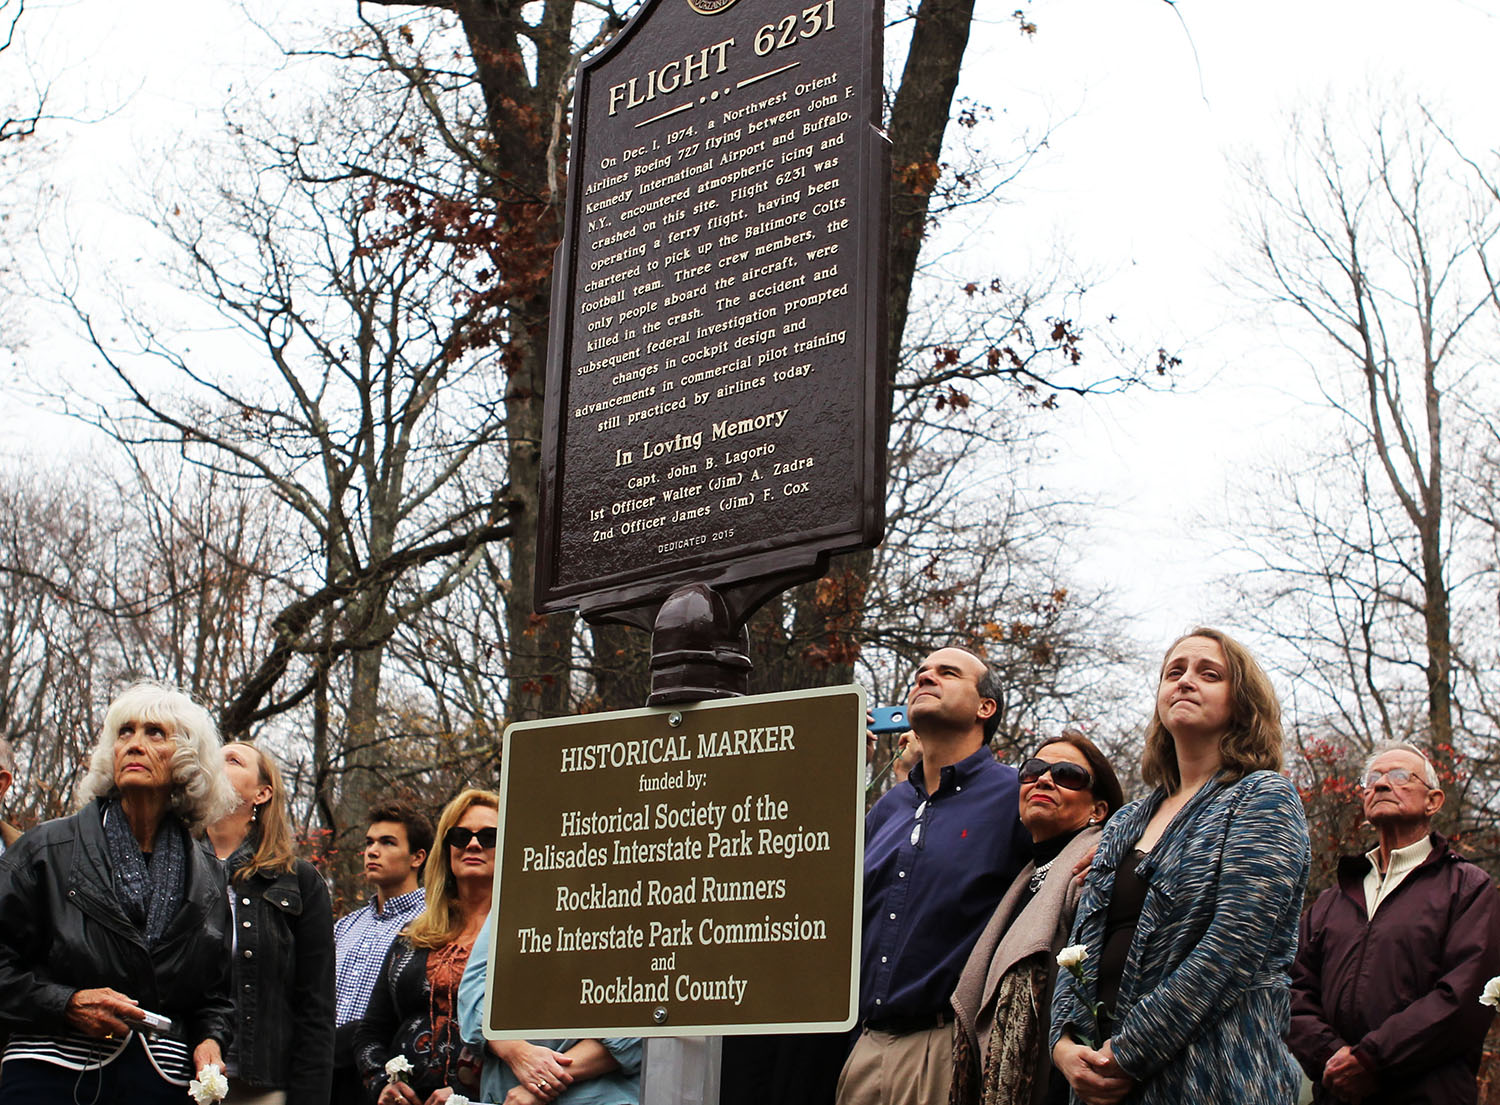 FLIGHT 6231
On Dec. 1, 1974, a Northwest Orient
Airlines Boeing 727 flying between John F.
Kennedy International Airport and Buffalo,
N.Y., encountered atmospheric icing and
crashed on this site. Flight 6231 was
operating a ferry flight, having been
chartered to pick up the Baltimore Colts
football team. Three crew members, the
only people aboard the aircraft, were
killed in the crash. The accident and
subsequent federal investigation prompted
changes in cockpit design and
advancements in commercial pilot training
still practiced by airlines today.
In Loving Memory
Capt. John B. Lagorio
1st Officer Walter (Jim) A. Zadra
2nd Officer James (Jim) F. Cox
DEDICATED 2015
HISTORICAL MARKER
funded by:
Historical Society of the
Palisades Interstate Park Region
Rockland Road Runners
The Interstate Park Commission
and
Rockland County